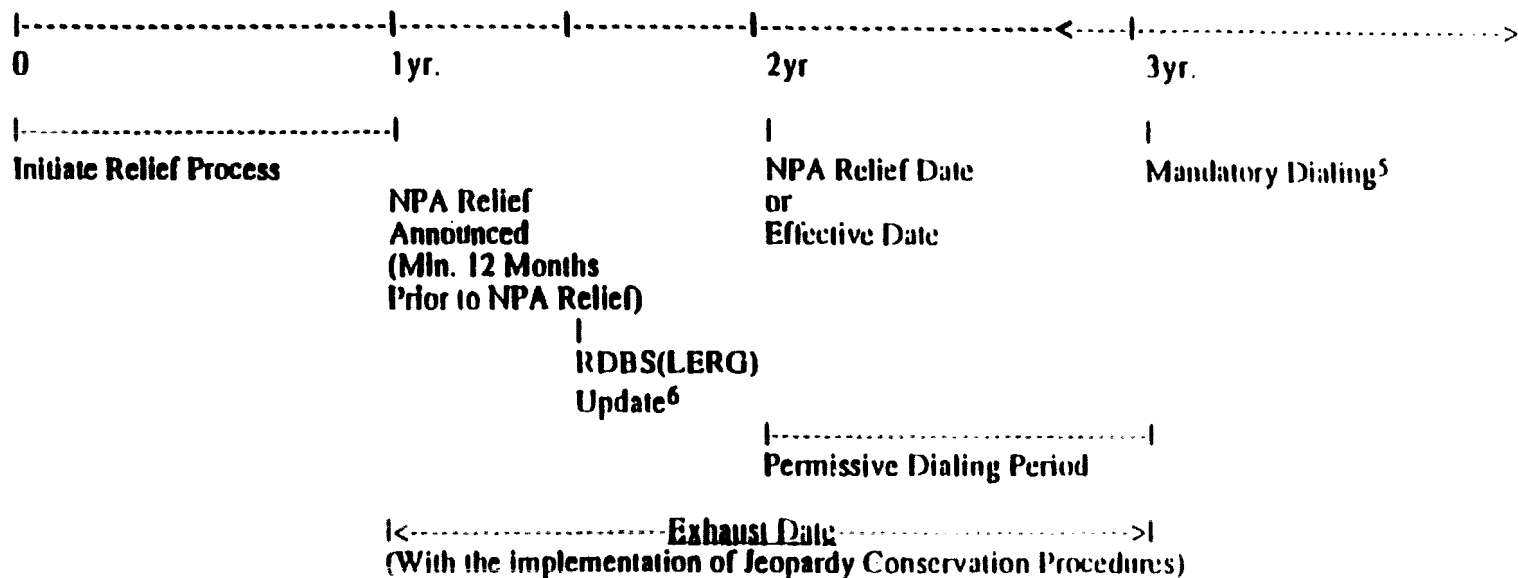 0 1yr. 2yr 3yr.
Initiate Relief Process
NPA Relief Date
or
Effective Date
Mandatory Dialing5
NPA Relief
Announced
(Min. 12 Months
Prior to NPA Relief)
RDBS(LERG)
Update6
Permissive Dialing Period
Exhaust Date
(With the implementation of Jeopardy Conservation Procedures)